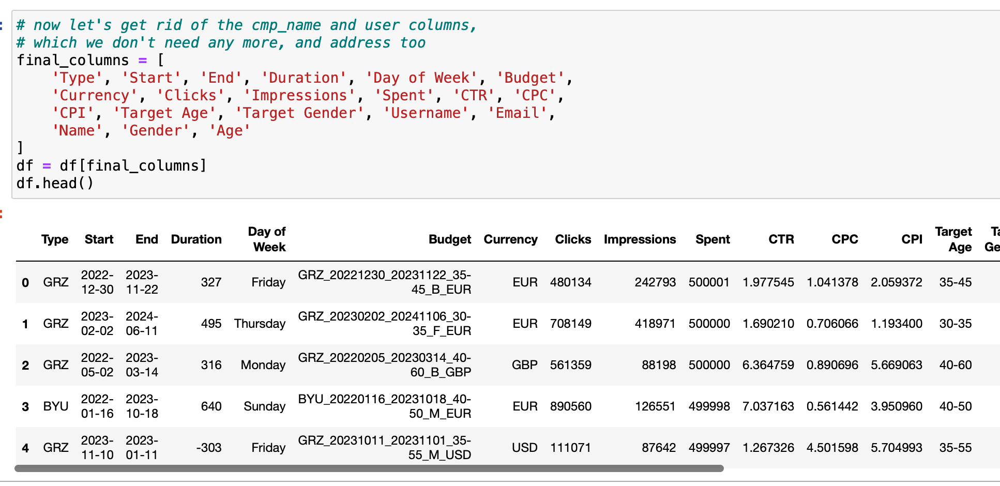 # now let's get rid of the cmp_name and user columns,
# which we don't need any more, and address too
final_columns = [
    'Type', 'Start', 'End', 'Duration', 'Day of Week', 'Budget',
    'Currency', 'Clicks', 'Impressions', 'Spent', 'CTR', 'CPC',
    'CPI', 'Target Age', 'Target Gender', 'Username', 'Email',
    'Name', 'Gender', 'Age'
]
df = df[final_columns]
df.head()
Type Start End Duration Day of Week Budget Currency Clicks Impressions Spent CTR CPC CPI Target Age
0 GRZ 2022-12-30 2023-11-22 327 Friday GRZ_20221230_20231122_35-45_B_EUR EUR 480134 242793 500001 1.977545 1.041378 2.059372 35-45
1 GRZ 2023-02-02 2024-06-11 495 Thursday GRZ_20230202_20241106_30-35_F_EUR EUR 708149 418971 500000 1.690210 0.706066 1.193400 30-35
2 GRZ 2022-05-02 2023-03-14 316 Monday GRZ_20220205_20230314_40-60_B_GBP GBP 561359 88198 500000 6.364759 0.890696 5.669063 40-60
3 BYU 2022-01-16 2023-10-18 640 Sunday BYU_20220116_20231018_40-50_M_EUR EUR 890560 126551 499998 7.037163 0.561442 3.950960 40-50
4 GRZ 2023-11-10 2023-01-11 -303 Friday GRZ_20231011_20231101_35-55_M_USD USD 111071 87642 499997 1.267326 4.501598 5.704993 35-55